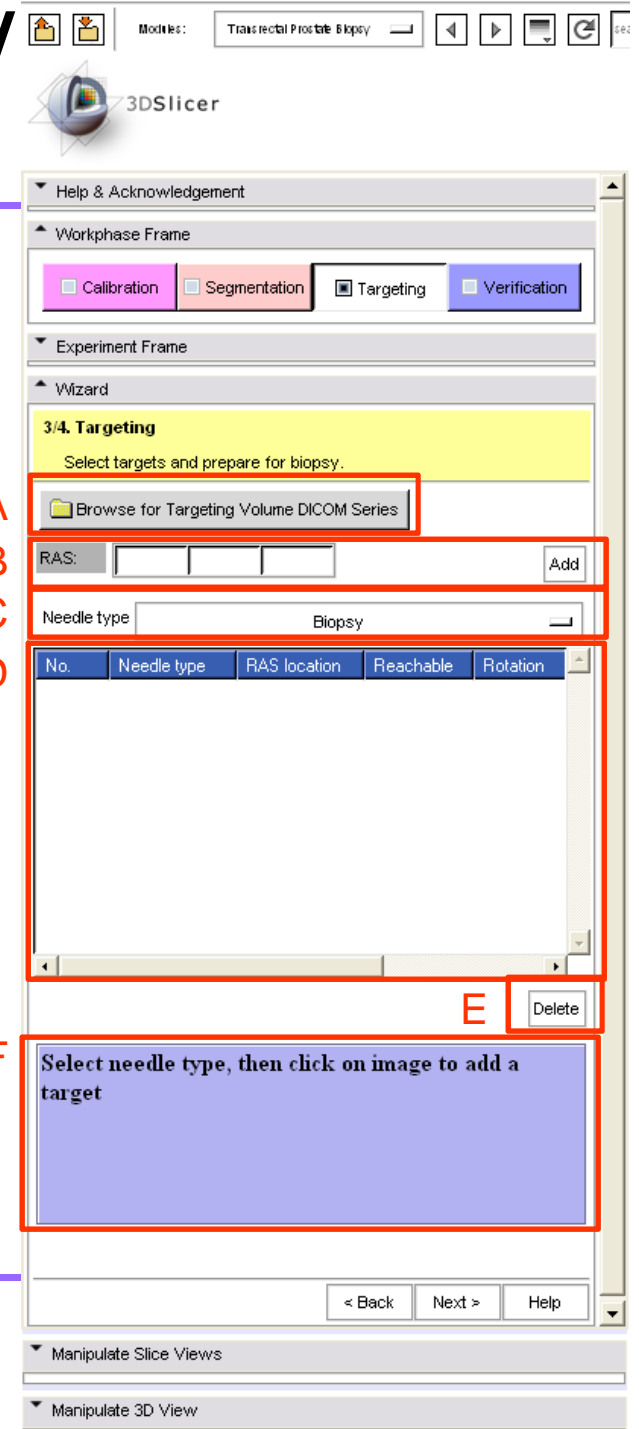 y
Modules: Transrectal Prostate Biopsy sea
3DSlicer
Help & Acknowledgement
Workphase Frame
Calibration Segmentation Targeting Verification
Experiment Frame
Wizard
3/4. Targeting
Select targets and prepare for biopsy.
A
Browse for Targeting Volume DICOM Series
B
RAS: Add
C
Needle type Biopsy
D
No. Needle type RAS location Reachable Rotation
E Delete
F
Select needle type, then click on image to add a
target
< Back Next > Help
Manipulate Slice Views
Manipulate 3D View